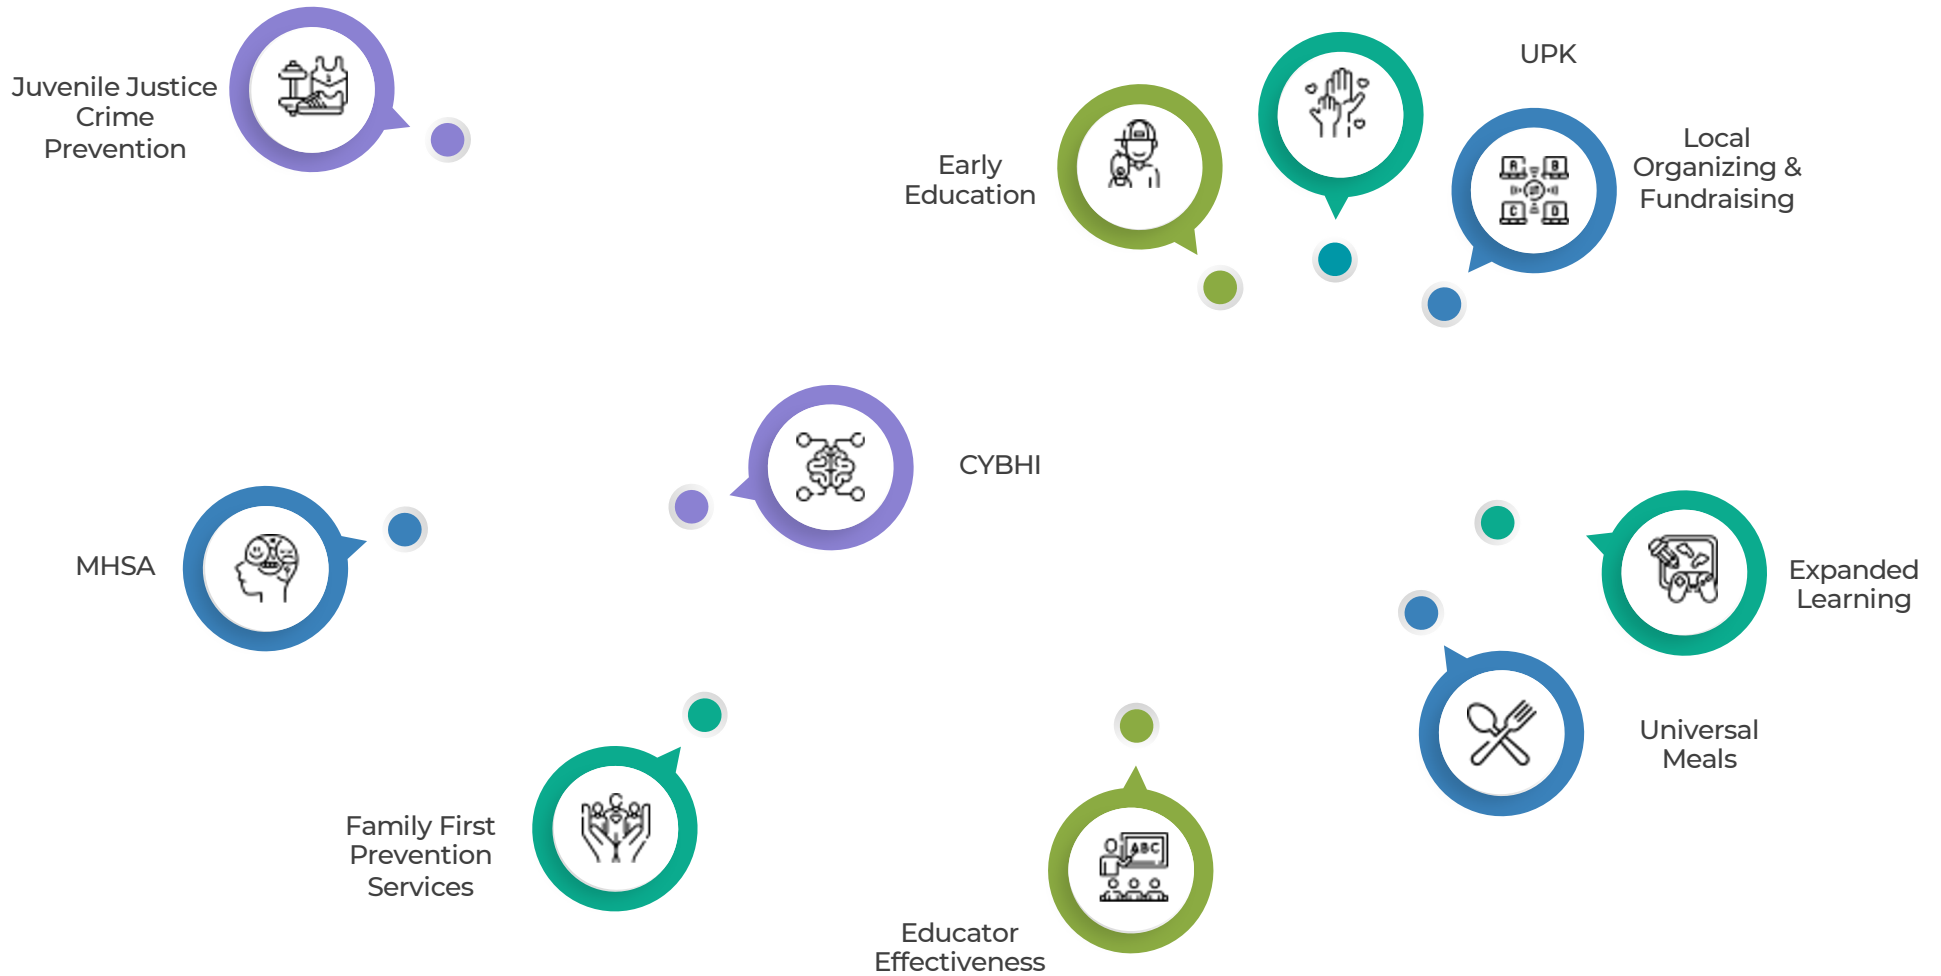 Juvenile Justice
Crime
Prevention
UPK
Early
Education
Local
Organizing &
Fundraising
A B
C D
CYBHI
MHSA
Expanded
Learning
Universal
Meals
Family First
Prevention
Services
ABC
Educator
Effectiveness